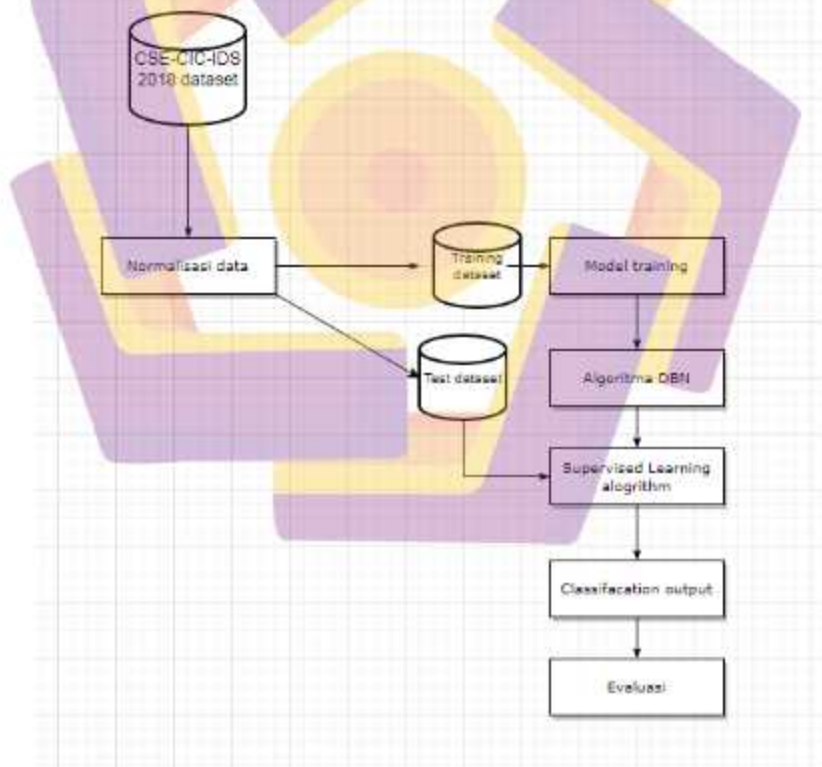 CSE-CIC-IDS
2018 dataset
Normalisasi data
Training
dataset
Model training
Test dataset
Algoritma DBN
Supervised Learning
alogrithm
Classifacation output
Evaluasi